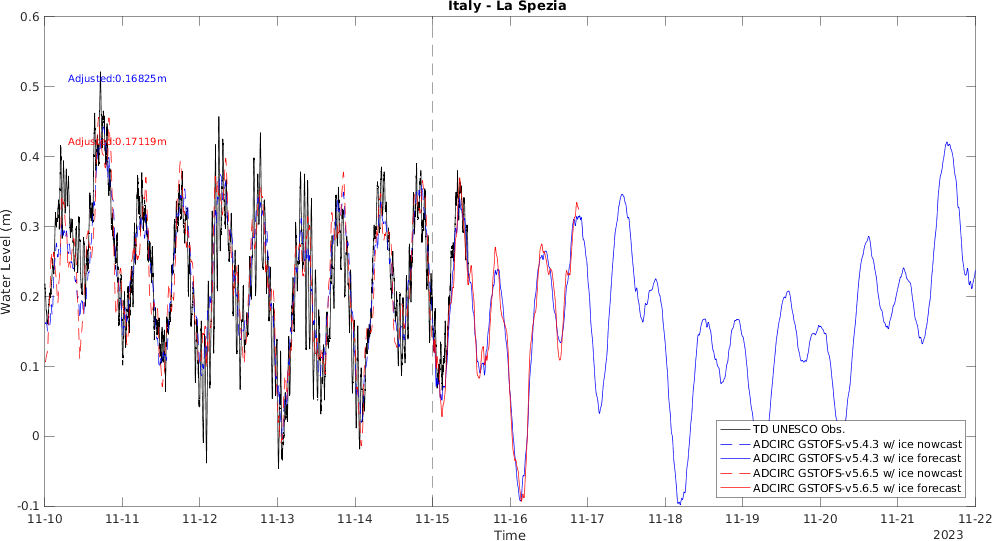 Italy - La Spezia
Water Level (m)
0.6
0.5
0.4
0.3
0.2
0.1
0
-0.1
Adjusted:0.16825m
Adjusted:0.17119m
TD UNESCO Obs.
ADCIRC GSTOFS-v5.4.3 w/ ice nowcast
ADCIRC GSTOFS-v5.4.3 w/ ice forecast
ADCIRC GSTOFS-v5.6.5 w/ ice nowcast
ADCIRC GSTOFS-v5.6.5 w/ ice forecast
11-10 11-11 11-12 11-13 11-14 11-15 11-16 11-17 11-18 11-19 11-20 11-21 11-22
Time
2023